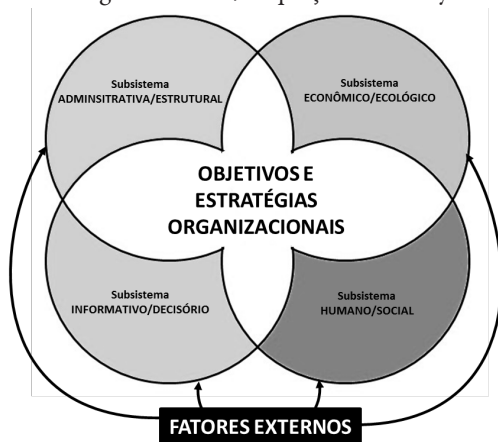 Subsistema
ADMINSITRATIVA/ESTRUTURAL
Subsistema
ECONÔMICO/ECOLÓGICO
OBJETIVOS E
ESTRATÉGIAS
ORGANIZACIONAIS
Subsistema
INFORMATIVO/DECISÓRIO
Subsistema
HUMANO/SOCIAL
FATORES EXTERNOS